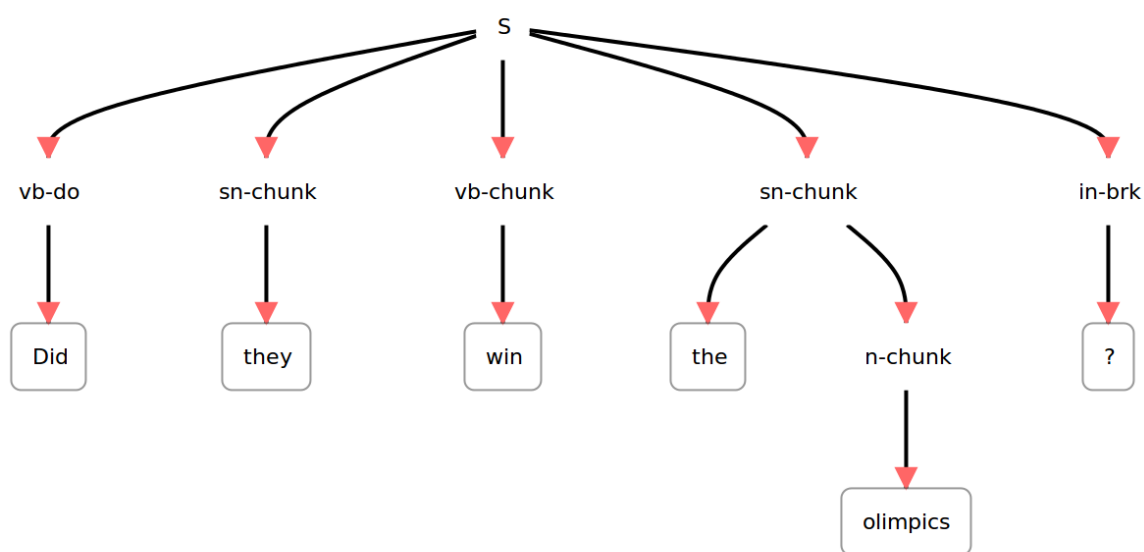 S
vb-do sn-chunk vb-chunk sn-chunk in-brk
Did they win the n-chunk ?
olimpics